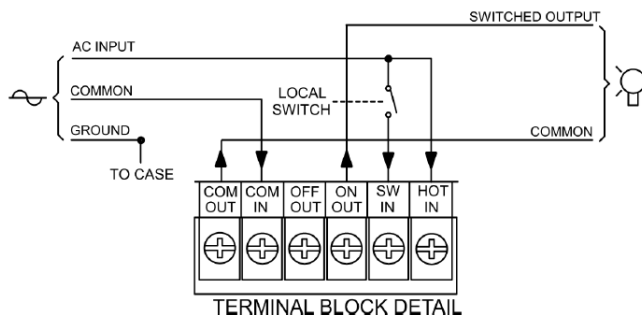 SWITCHED OUTPUT
AC INPUT
COMMON
LOCAL
SWITCH
GROUND
COMMON
TO CASE
COM OUT
COM IN
OFF OUT
ON OUT
SW IN
HOT IN
TERMINAL BLOCK DETAIL